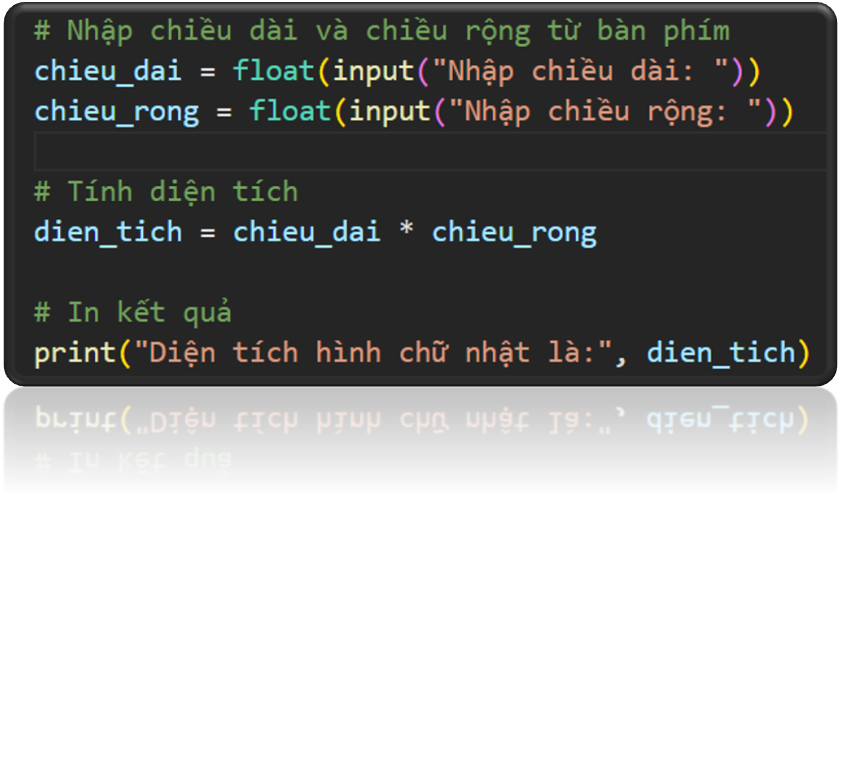 # Nhập chiều dài và chiều rộng từ bàn phím
chieu_dai = float(input("Nhập chiều dài: "))
chieu_rong = float(input("Nhập chiều rộng: "))
# Tính diện tích
dien_tich = chieu_dai * chieu_rong
# In kết quả
print("Diện tích hình chữ nhật là:", dien_tich)